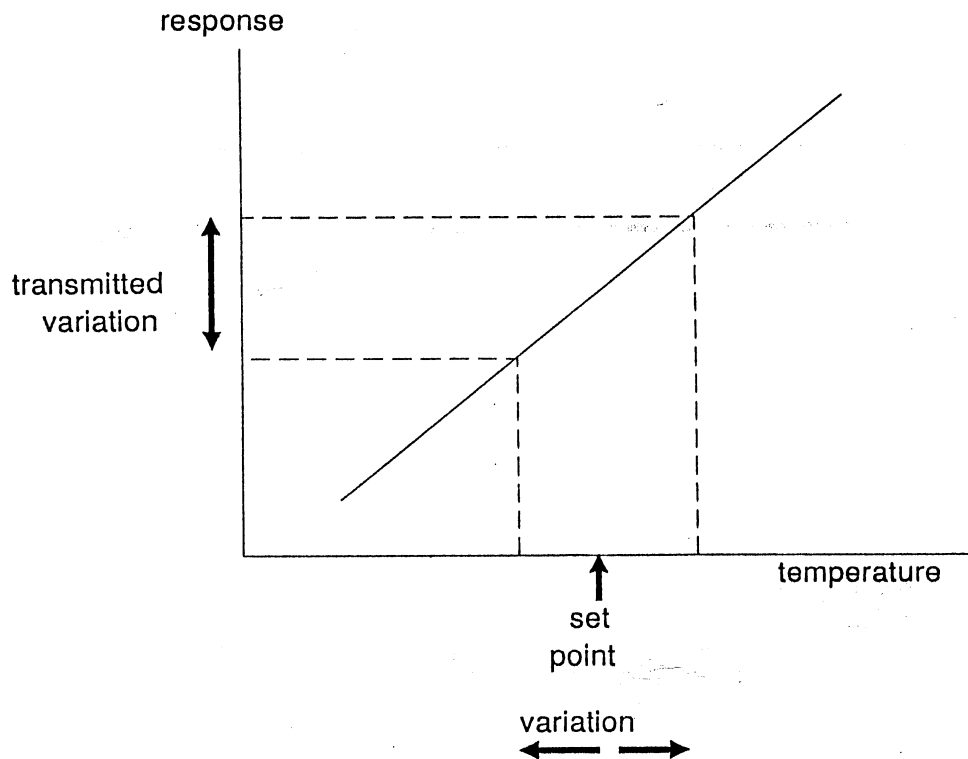 response
transmitted
variation
temperature
set
point
variation